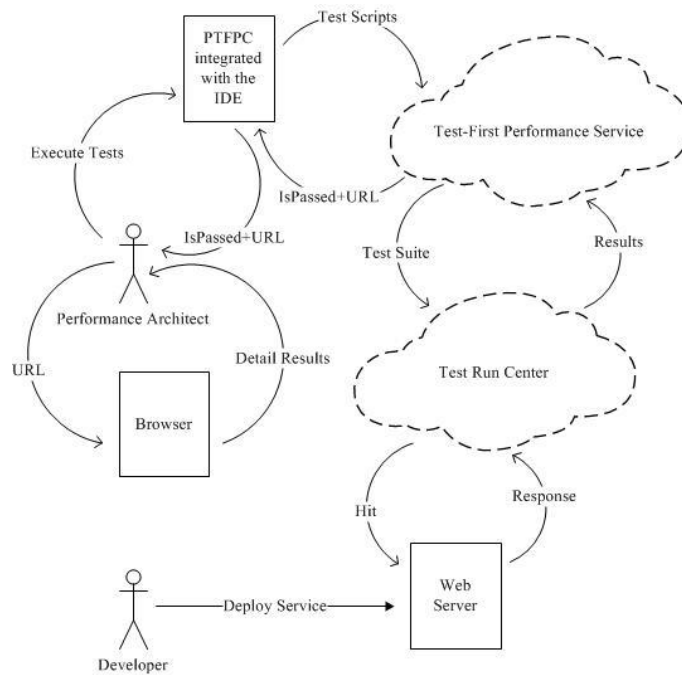 PTFPC
integrated
with the
IDE
Test Scripts
Test-First Performance Service
Execute Tests
IsPassed+URL
IsPassed+URL
Test Suite
Results
Performance Architect
URL
Detail Results
Browser
Test Run Center
Hit
Response
Web
Server
Deploy Service
Developer